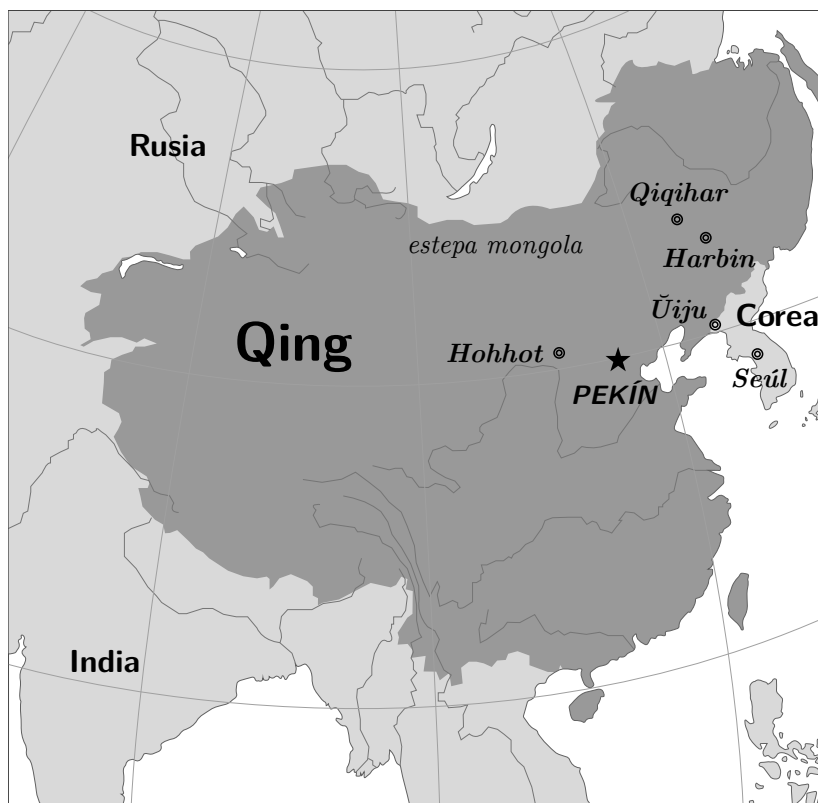 Rusia
Qiqihar
Harbin
estepa mongola
Ŭiju
Corea
Qing
Hohhot
Seúl
PEKÍN
India